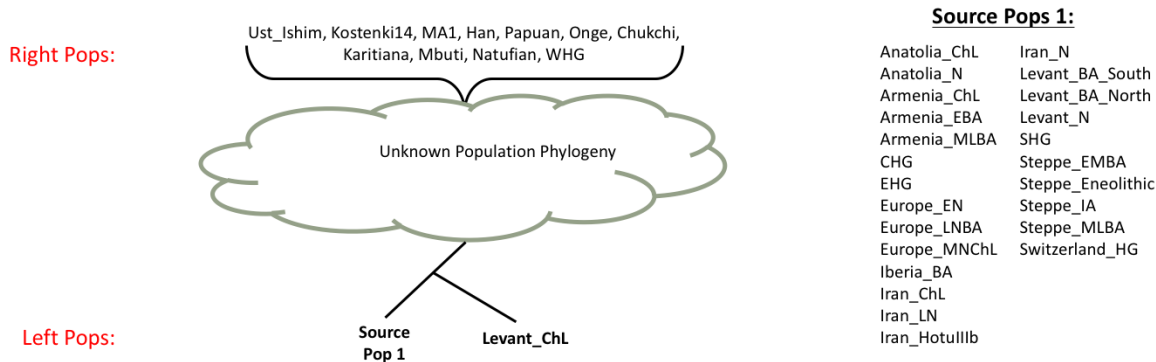 Right Pops:
Ust_Ishim, Kostenki14, MA1, Han, Papuan, Onge, Chukchi,
Karitiana, Mbuti, Natufian, WHG
Unknown Population Phylogeny
Left Pops:
Source
Pop 1
Levant_ChL
Source Pops 1:
Anatolia_ChL
Anatolia_N
Armenia_ChL
Armenia_EBA
Armenia_MLBA
CHG
EHG
Europe_EN
Europe_LNBA
Europe_MNChL
Iberia_BA
Iran_ChL
Iran_LN
Iran_HotuIIIb
Iran_N
Levant_BA_South
Levant_BA_North
Levant_N
SHG
Steppe_EMBA
Steppe_Eneolithic
Steppe_IA
Steppe_MLBA
Switzerland_HG